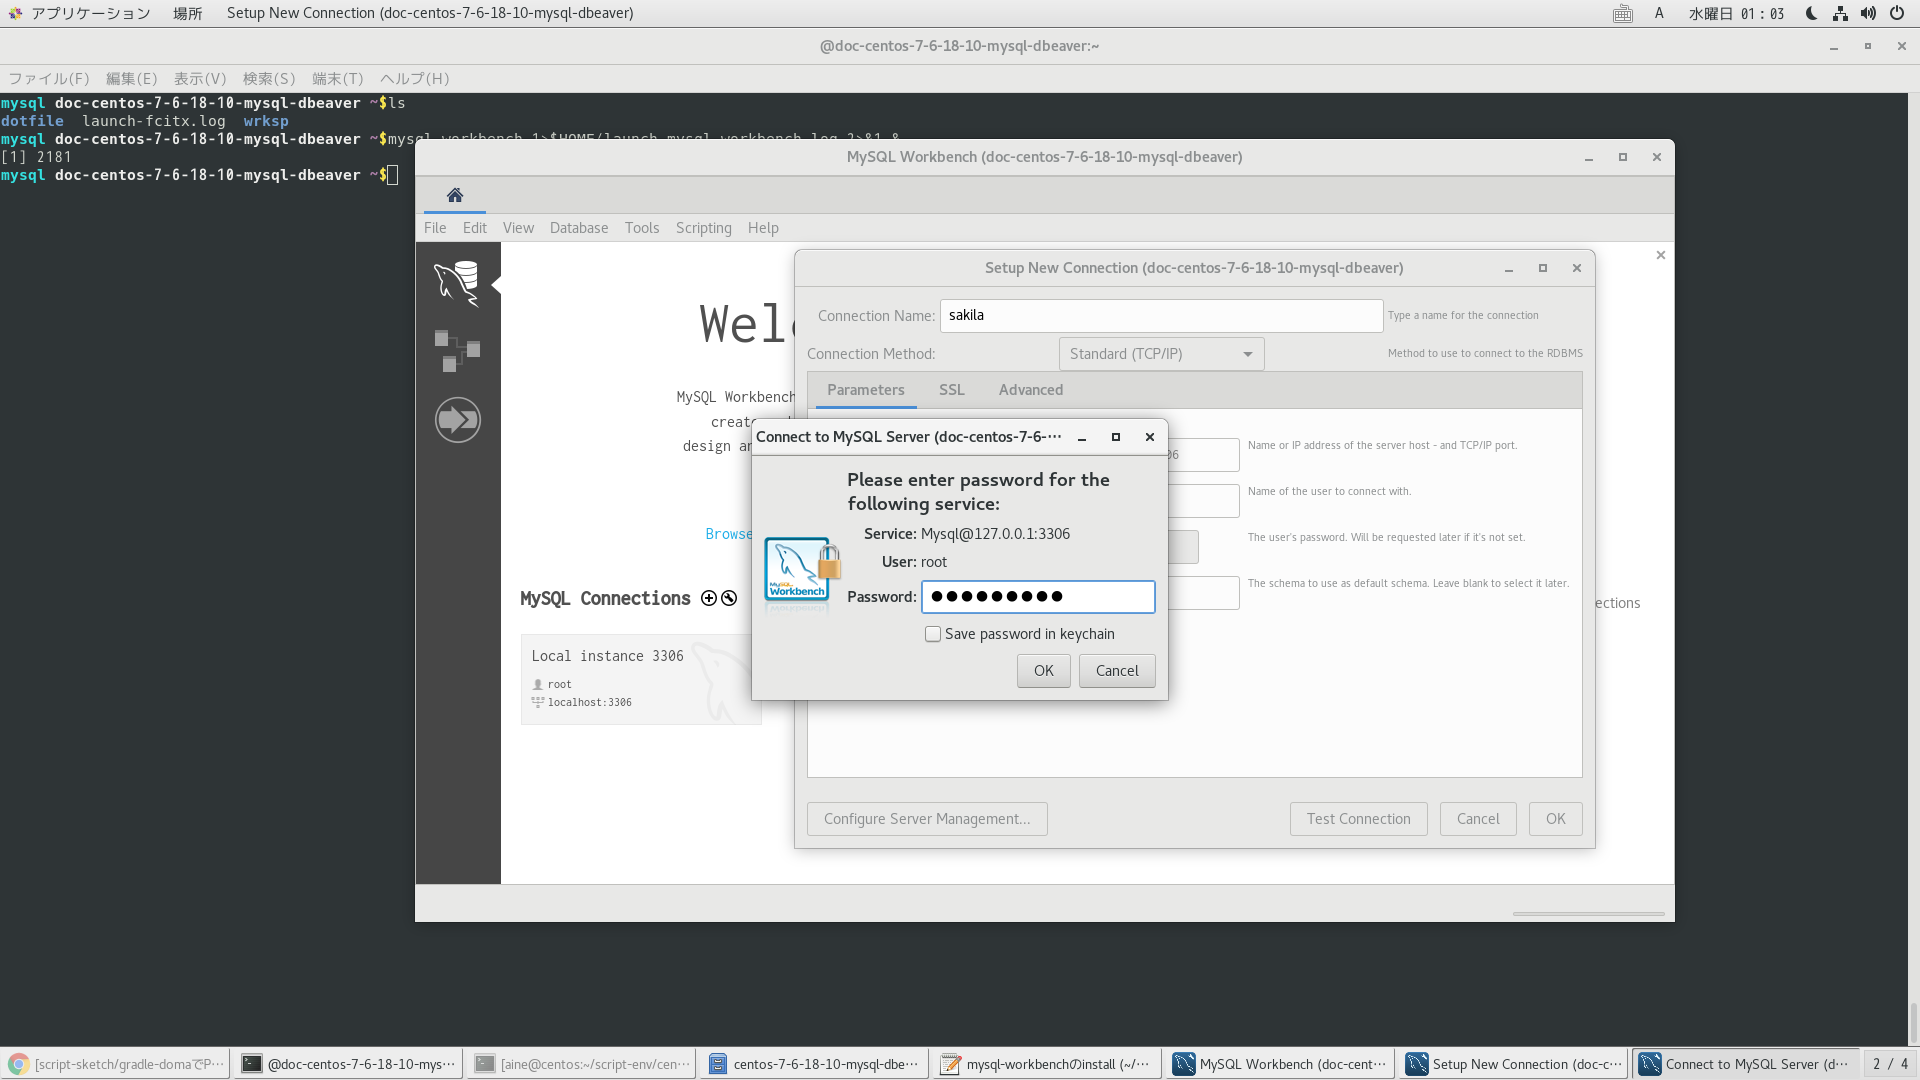 アプリケーション 場所 Setup New Connection (doc-centos-7-6-18-10-mysql-dbeaver) A 水曜日 01：03
@doc-centos-7-6-18-10-mysql-dbeaver:~
ファイル(F) 編集(E) 表示(V) 検索(S) 端末(T) ヘルプ(H)
mysql doc-centos-7-6-18-10-mysql-dbeaver ~$ls
dotfile launch-fcitx.log wrksp
mysql doc-centos-7-6-18-10-mysql-dbeaver ~$mysql-workbench 1>$HOME/launch-mysql-workbench.log 2>&1 &
[1] 2181
mysql doc-centos-7-6-18-10-mysql-dbeaver ~$
MySQL Workbench (doc-centos-7-6-18-10-mysql-dbeaver)
File Edit View Database Tools Scripting Help
Wel
MySQL Workbench
create
design an
Browse
MySQL Connections
ections
Local instance 3306
root
localhost:3306
Setup New Connection (doc-centos-7-6-18-10-mysql-dbeaver)
Connection Name: sakila Type a name for the connection
Connection Method: Standard (TCP/IP) Method to use to connect to the RDBMS
Parameters SSL Advanced
06 Name or IP address of the server host - and TCP/IP port.
Name of the user to connect with.
The user's password. Will be requested later if it's not set.
The schema to use as default schema. Leave blank to select it later.
Configure Server Management... Test Connection Cancel OK
Connect to MySQL Server (doc-centos-7-6-···
Please enter password for the
following service:
Service: Mysql@127.0.0.1:3306
User: root
Password: ●●●●●●●●●
MySQL
Workbench
Save password in keychain
OK Cancel
[script-sketch/gradle-domaでP··· @doc-centos-7-6-18-10-mys··· [aine@centos:~/script-env/cen··· centos-7-6-18-10-mysql-dbe··· mysql-workbenchのinstall (~/··· MySQL Workbench (doc-cent··· Setup New Connection (doc-c··· Connect to MySQL Server (d··· 2 / 4